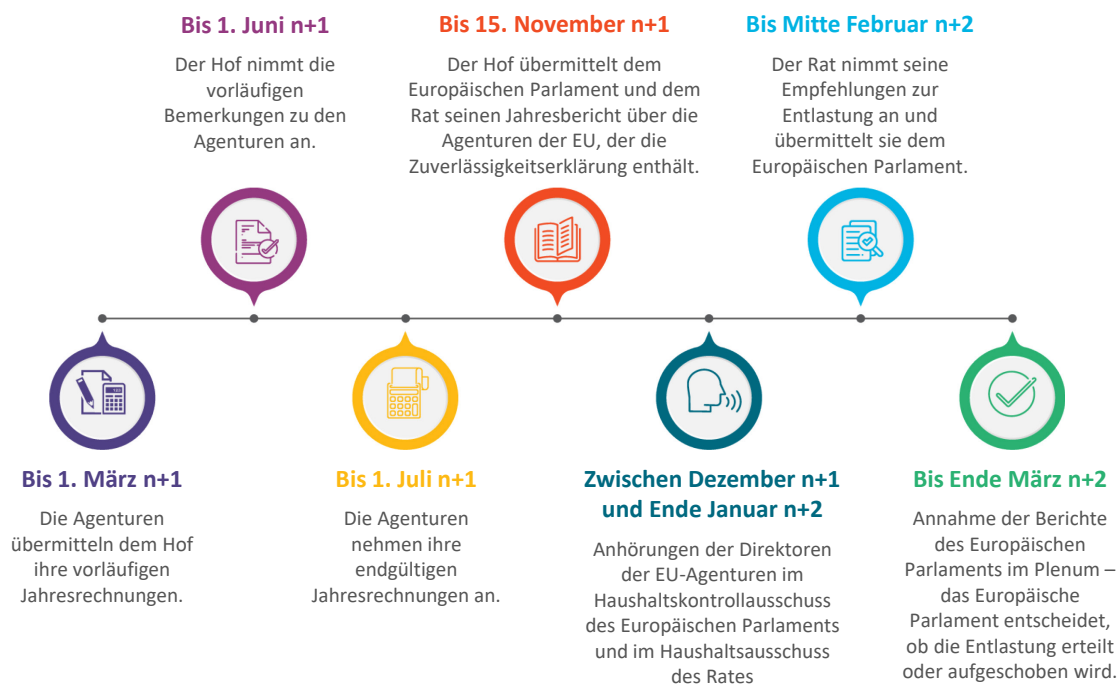 Bis 1. Juni n+1
Der Hof nimmt die
vorläufigen
Bemerkungen zu den
Agenturen an.
Bis 15. November n+1
Der Hof übermittelt dem
Europäischen Parlament und dem
Rat seinen Jahresbericht über die
Agenturen der EU, der die
Zuverlässigkeitserklärung enthält.
Bis Mitte Februar n+2
Der Rat nimmt seine
Empfehlungen zur
Entlastung an und
übermittelt sie dem
Europäischen Parlament.
Bis 1. März n+1
Die Agenturen
übermitteln dem Hof
ihre vorläufigen
Jahresrechnungen.
Bis 1. Juli n+1
Die Agenturen
nehmen ihre
endgültigen
Jahresrechnungen an.
Zwischen Dezember n+1
und Ende Januar n+2
Anhörungen der Direktoren
der EU-Agenturen im
Haushaltskontrollausschuss
des Europäischen Parlaments
und im Haushaltsausschuss
des Rates
Bis Ende März n+2
Annahme der Berichte
des Europäischen
Parlaments im Plenum –
das Europäische
Parlament entscheidet,
ob die Entlastung erteilt
oder aufgeschoben wird.